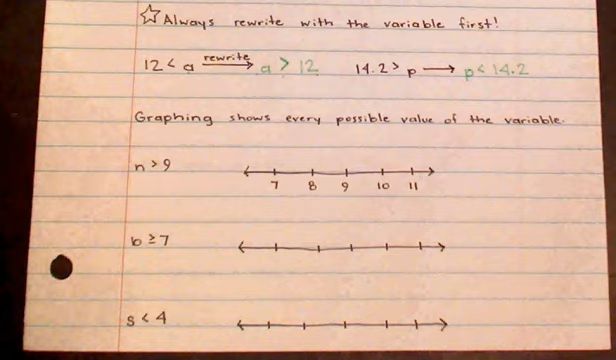 ☆Always rewrite with the variable first!
12 < a rewrite→ a > 12 14.2 > p → p < 14.2
Graphing shows every possible value of the variable.
n > 9
7 8 9 10 11
b ≥ 7
s < 4